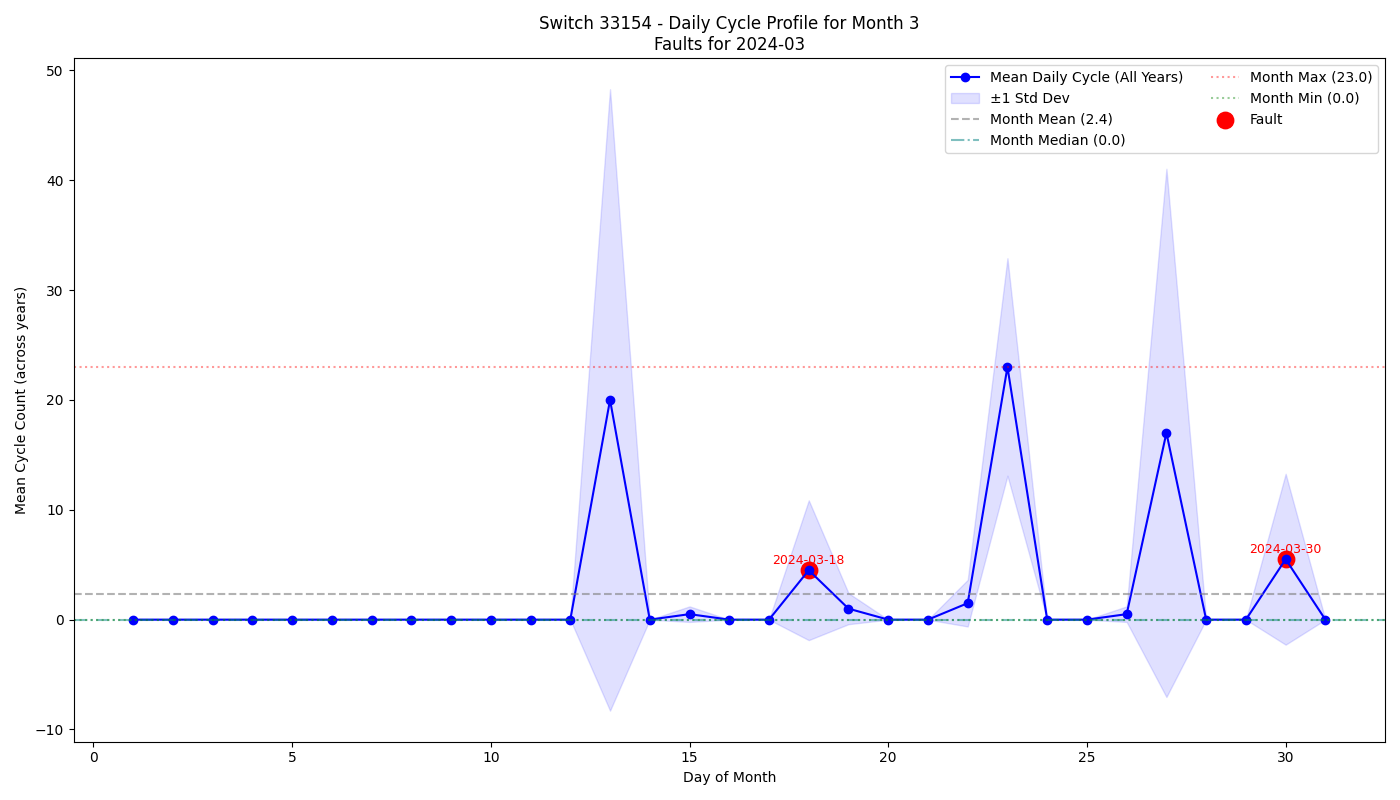 Switch 33154 - Daily Cycle Profile for Month 3
Faults for 2024-03
Mean Daily Cycle (All Years)
±1 Std Dev
Month Mean (2.4)
Month Median (0.0)
Month Max (23.0)
Month Min (0.0)
Fault
Mean Cycle Count (across years)
50
40
30
20
10
0
−10
2024-03-18
2024-03-30
0
5
10
15
20
25
30
Day of Month